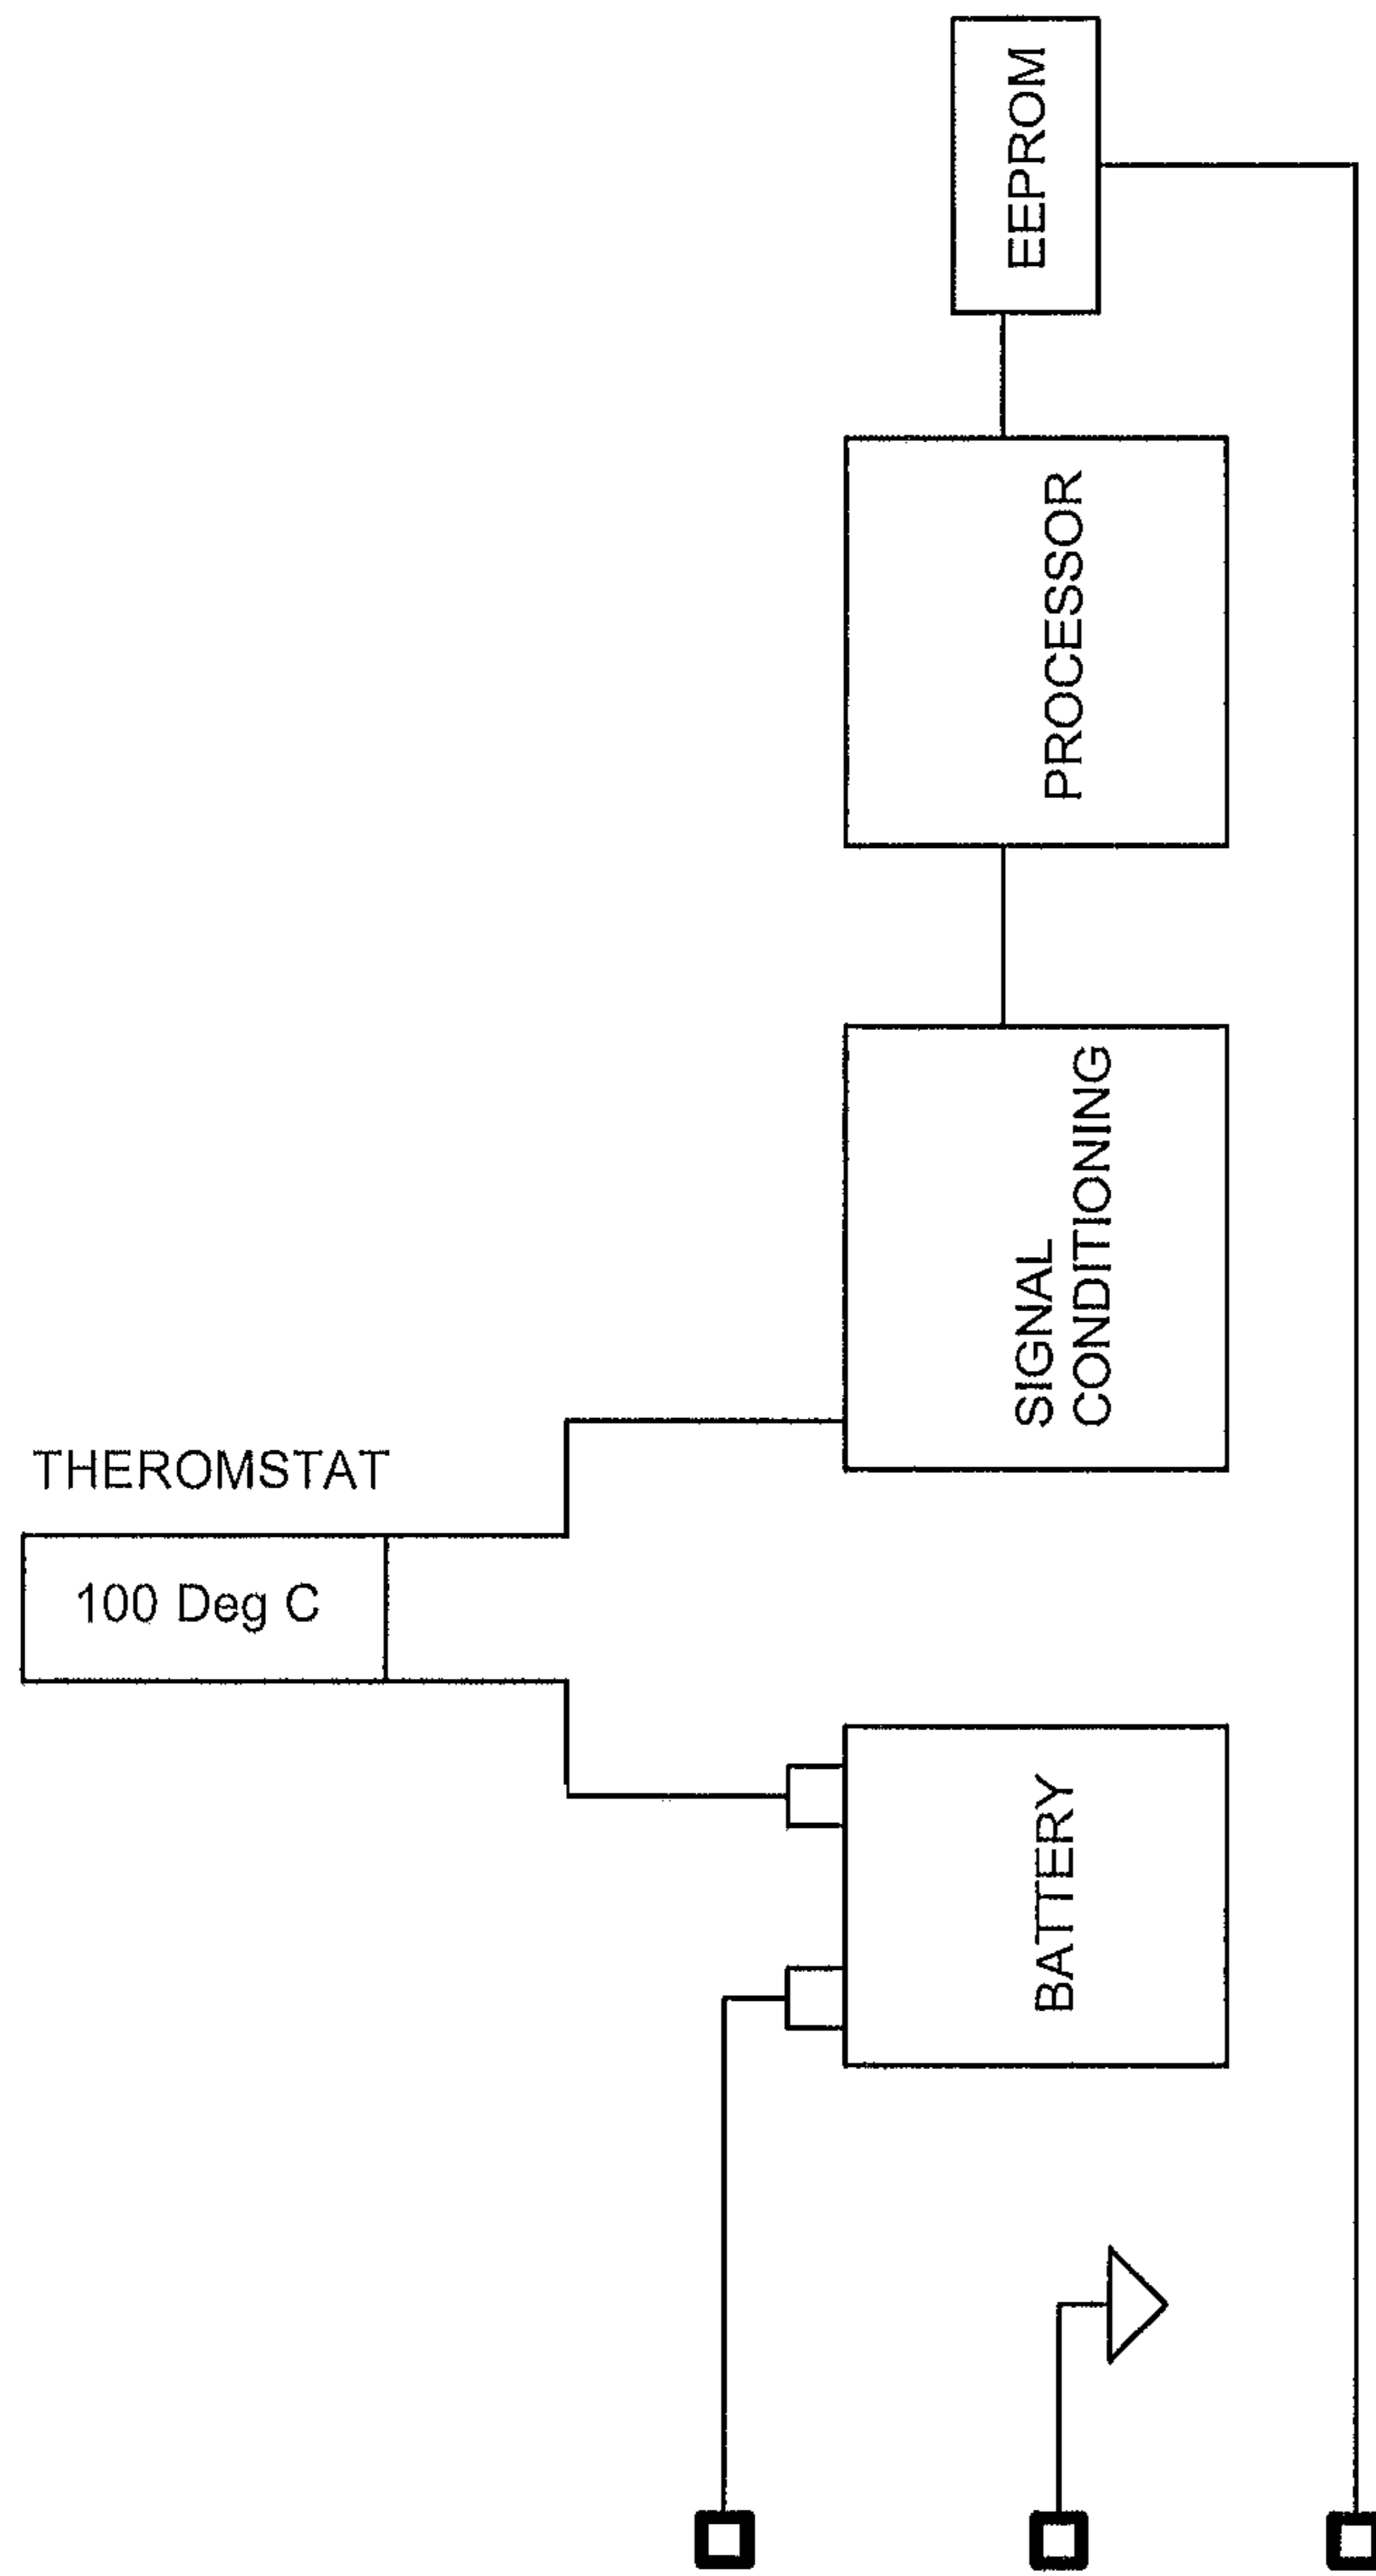 THEROMSTAT
100 Deg C
BATTERY
SIGNAL
CONDITIONING
PROCESSOR
EEPROM